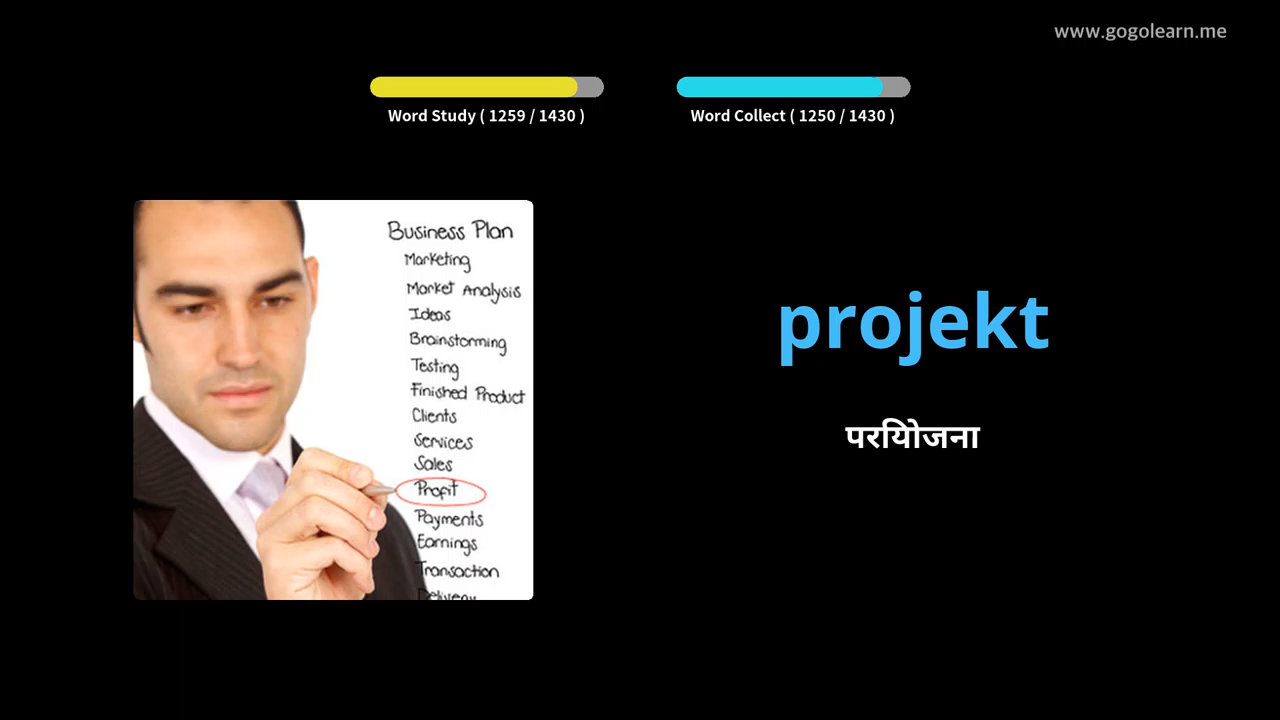 www.gogolearn.me
Word Study ( 1259 / 1430 )
Word Collect ( 1250 / 1430 )
Business Plan
Marketing
Market Analysis
Ideas
Brainstorming
Testing
Finished Product
Clients
Services
Sales
Profit
Payments
Earnings
Transaction
Delivery
projekt
परियोजना